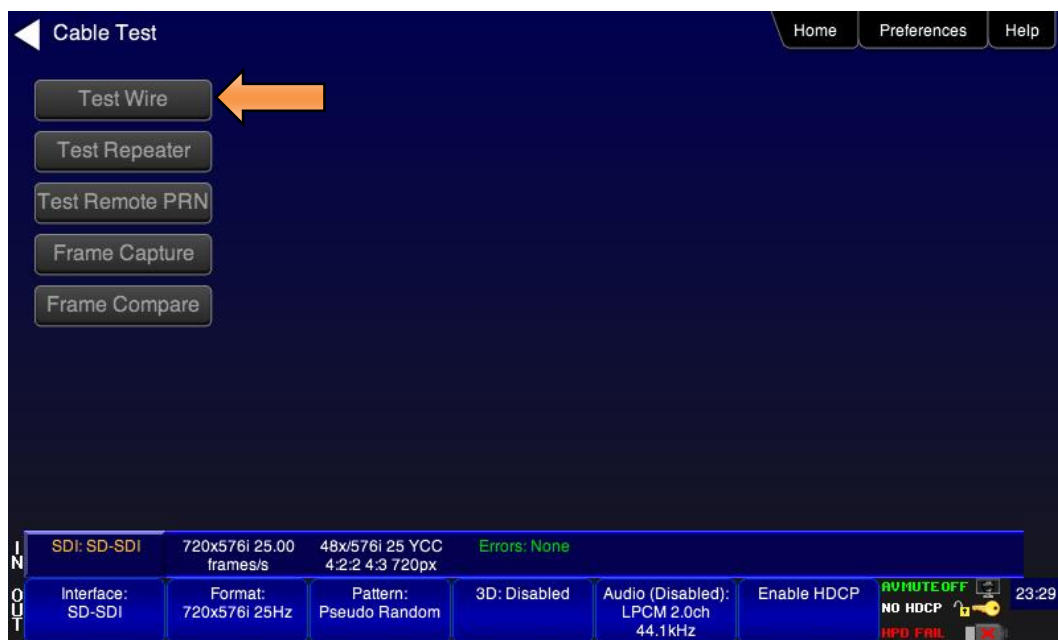 Cable Test
Home
Preferences
Help
Test Wire
Test Repeater
Test Remote PRN
Frame Capture
Frame Compare
IN
SDI: SD-SDI
720x576i 25.00
frames/s
48x/576i 25 YCC
4:2:2 4:3 720px
Errors: None
OUT
Interface:
SD-SDI
Format:
720x576i 25Hz
Pattern:
Pseudo Random
3D: Disabled
Audio (Disabled):
LPCM 2.0ch
44.1kHz
Enable HDCP
AVMUTEOFF
NO HDCP
HPD FAIL
23:29